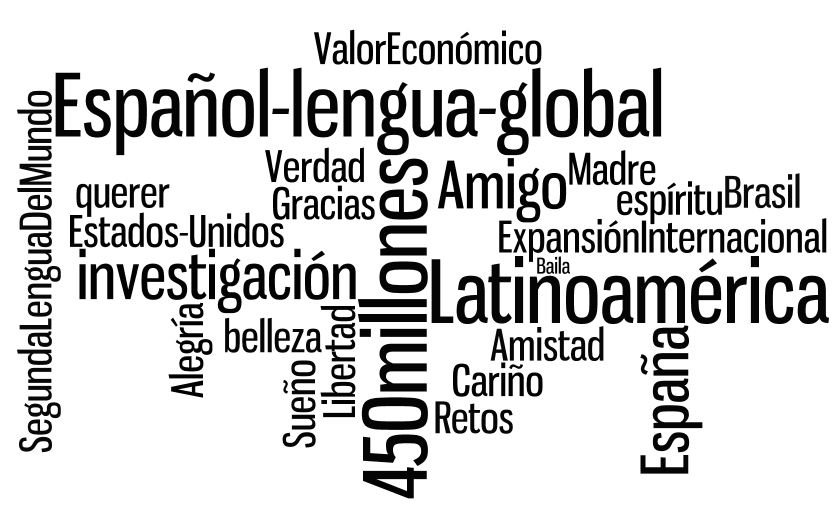 ValorEconómico
Español-lengua-global
SegundaLenguaDelMundo
Verdad
Madre
querer
Gracias
Amigo
espíritu
Brasil
Estados-Unidos
ExpansiónInternacional
investigación
450millones
Baila
Latinoamérica
Alegría
belleza
Libertad
Amistad
España
Sueño
Cariño
Retos